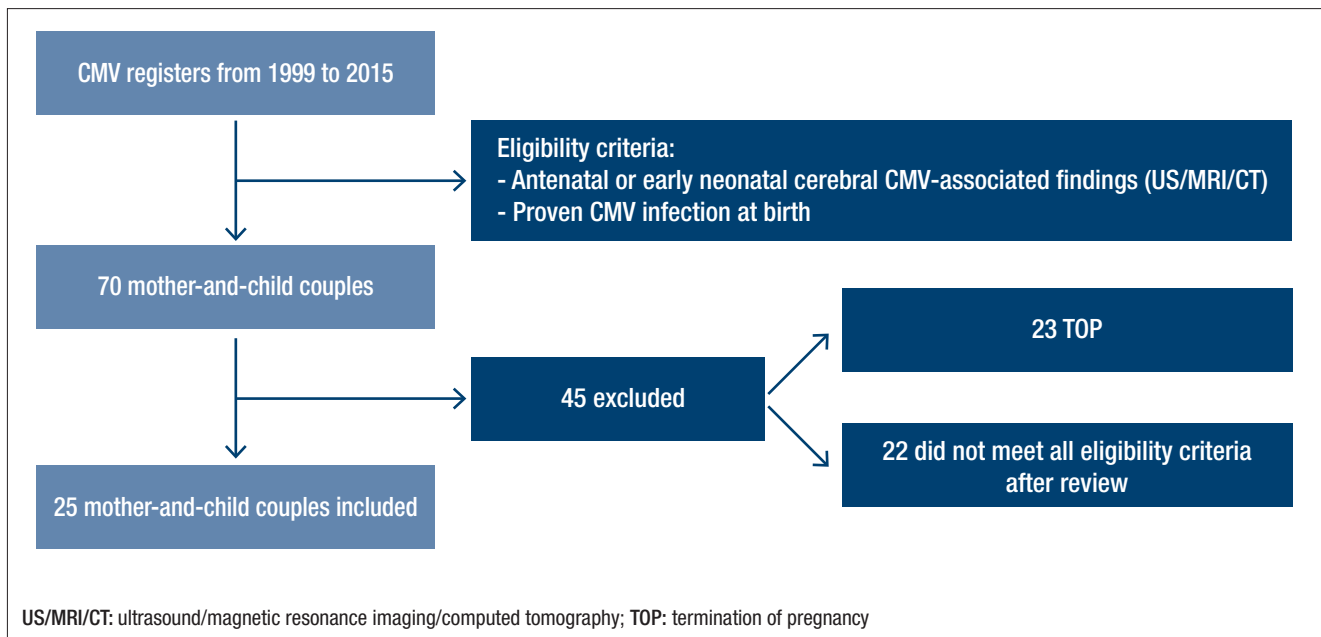 CMV registers from 1999 to 2015
Eligibility criteria:
- Antenatal or early neonatal cerebral CMV-associated findings (US/MRI/CT)
- Proven CMV infection at birth
70 mother-and-child couples
23 TOP
45 excluded
22 did not meet all eligibility criteria
after review
25 mother-and-child couples included
US/MRI/CT: ultrasound/magnetic resonance imaging/computed tomography; TOP: termination of pregnancy